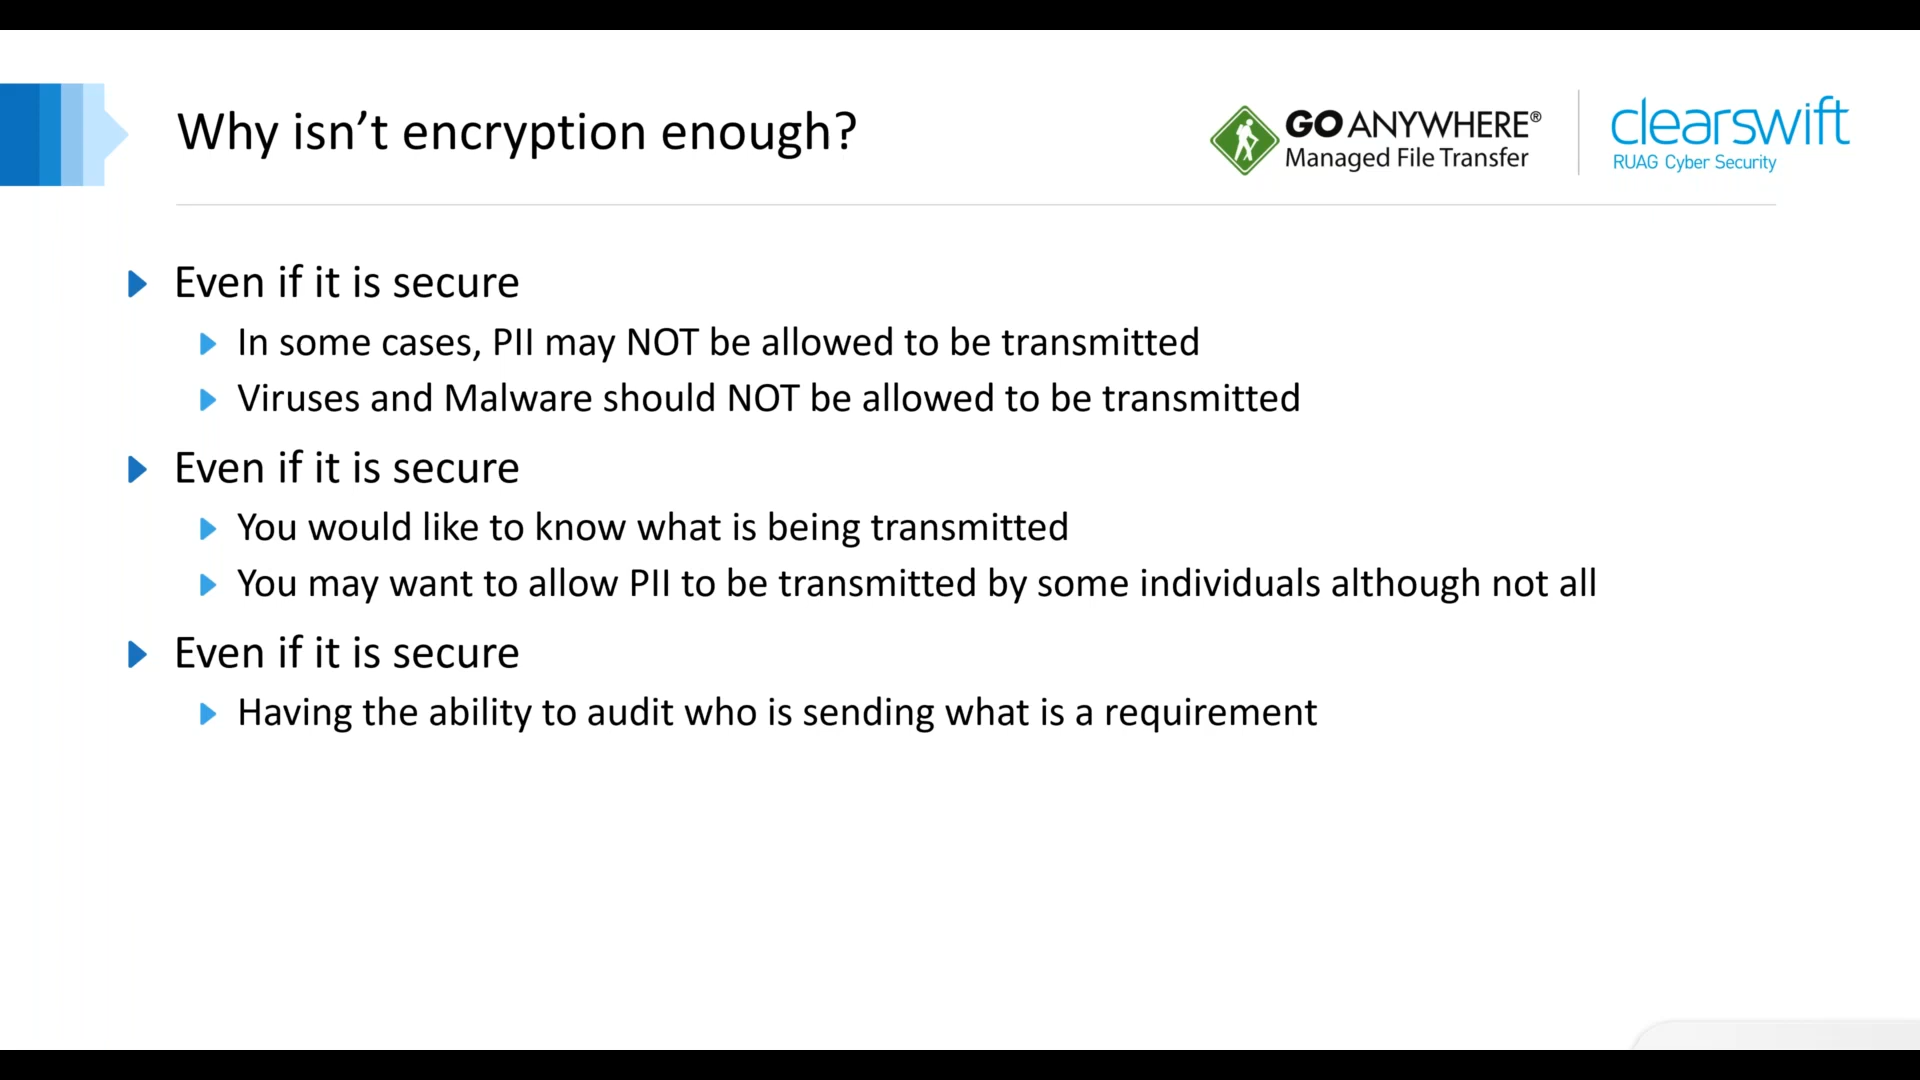 Why isn’t encryption enough?
GO ANYWHERE®
Managed File Transfer
clearswift
RUAG Cyber Security
Even if it is secure
In some cases, PII may NOT be allowed to be transmitted
Viruses and Malware should NOT be allowed to be transmitted
Even if it is secure
You would like to know what is being transmitted
You may want to allow PII to be transmitted by some individuals although not all
Even if it is secure
Having the ability to audit who is sending what is a requirement